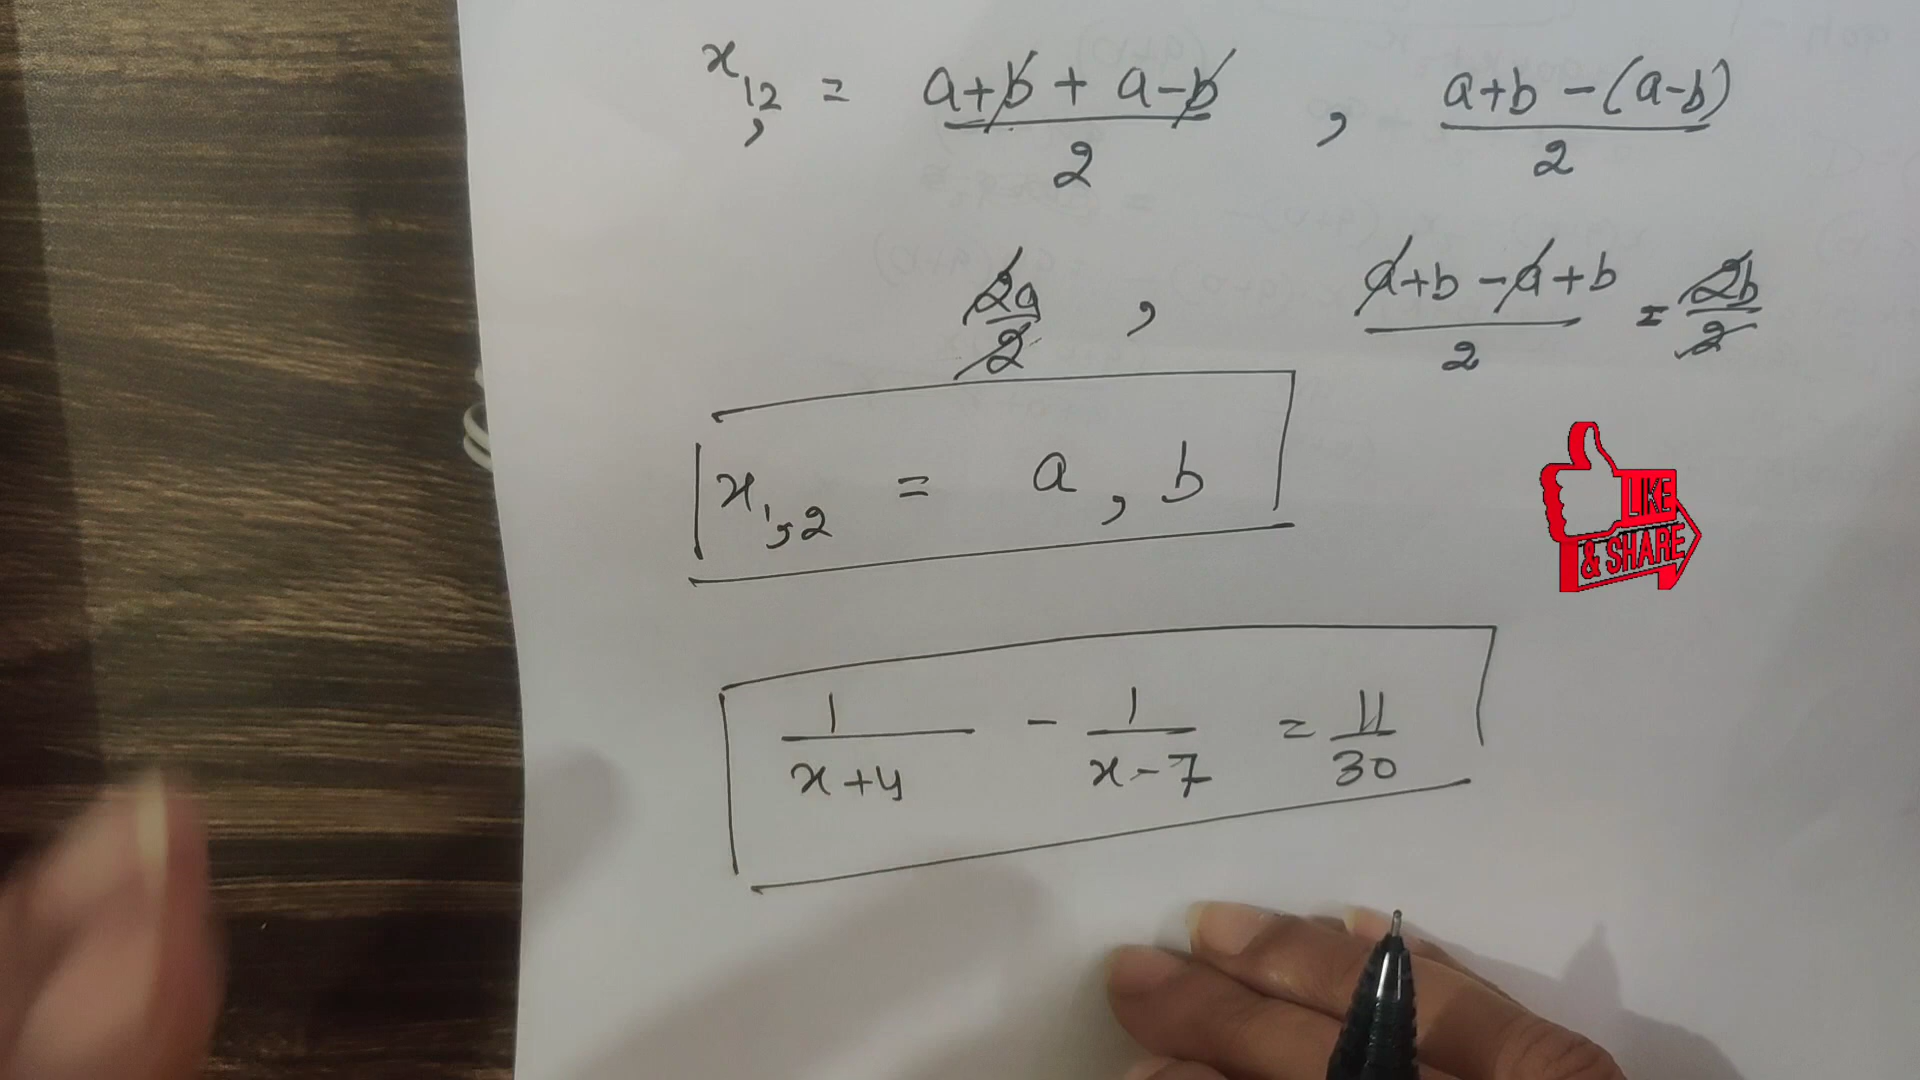 x₁,₂ = (a+b + a-b)/2 , (a+b - (a-b))/2
2a/2 , (a+b - a+b)/2 = 2b/2
x₁,₂ = a , b
LIKE
& SHARE
1/(x+4) - 1/(x-7) = 11/30